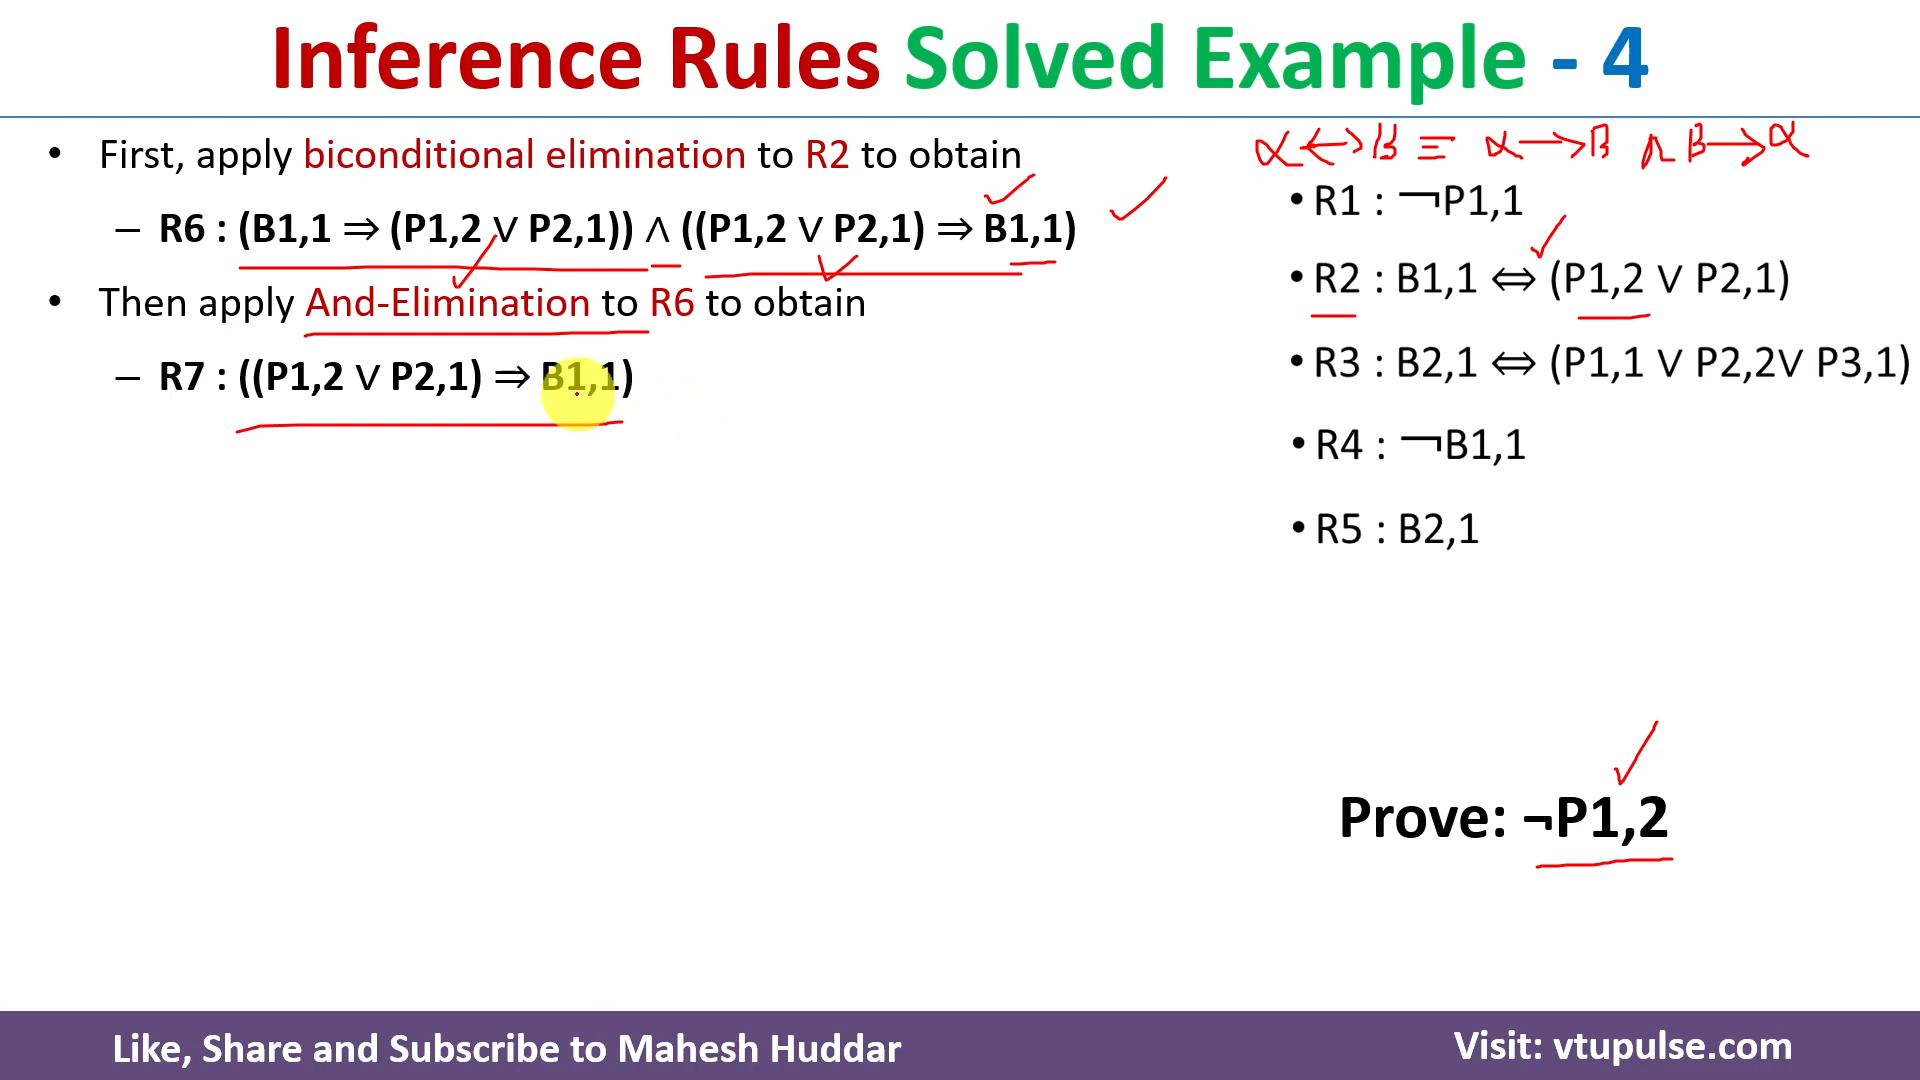 Inference Rules Solved Example - 4
• First, apply biconditional elimination to R2 to obtain
– R6 : (B1,1 ⇒ (P1,2 ∨ P2,1)) ∧ ((P1,2 ∨ P2,1) ⇒ B1,1)
• Then apply And-Elimination to R6 to obtain
– R7 : ((P1,2 ∨ P2,1) ⇒ B1,1)
α ↔ B ≡ α → B ∧ B → α
• R1 : ¬P1,1
• R2 : B1,1 ⇔ (P1,2 ∨ P2,1)
• R3 : B2,1 ⇔ (P1,1 ∨ P2,2∨ P3,1)
• R4 : ¬B1,1
• R5 : B2,1
Prove: ¬P1,2
Like, Share and Subscribe to Mahesh Huddar
Visit: vtupulse.com